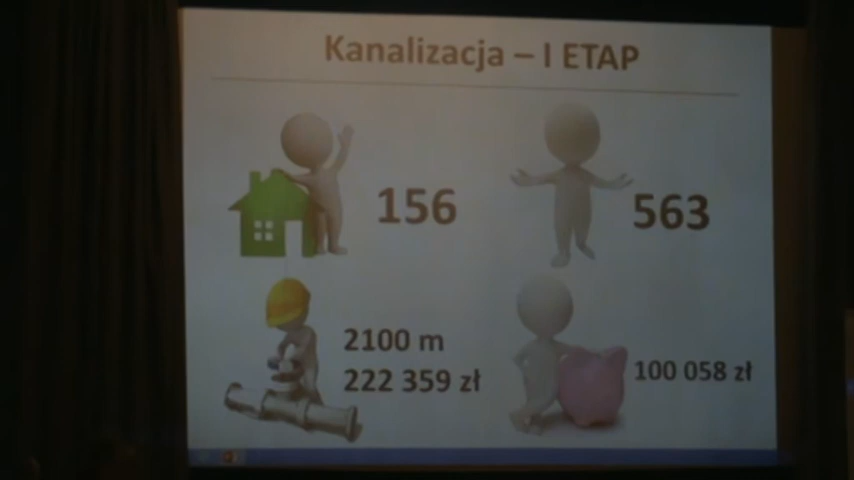 Kanalizacja – I ETAP
156
563
2100 m
222 359 zł
100 058 zł